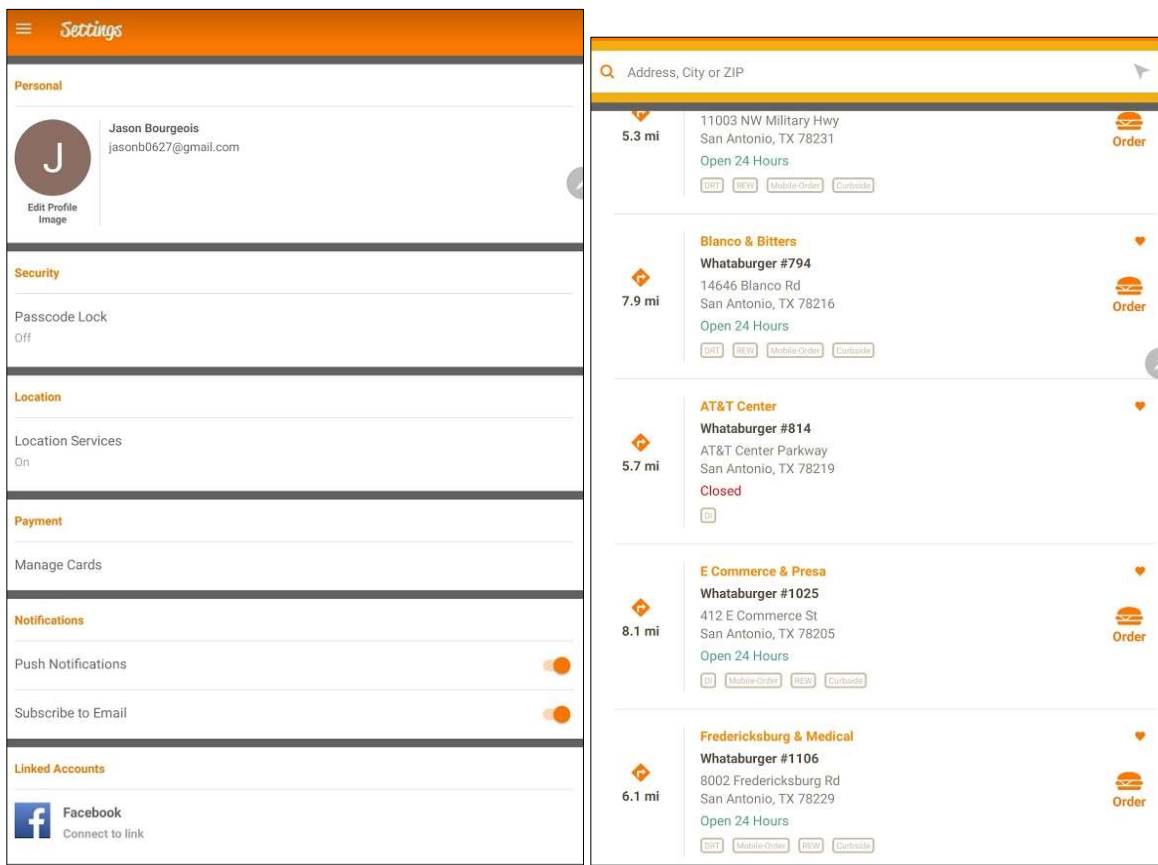 Settings
Personal
J
Jason Bourgeois
jasonb0627@gmail.com
Edit Profile
Image
Security
Passcode Lock
Off
Location
Location Services
On
Payment
Manage Cards
Notifications
Push Notifications
Subscribe to Email
Linked Accounts
f
Facebook
Connect to link
Address, City or ZIP
5.3 mi
11003 NW Military Hwy
San Antonio, TX 78231
Open 24 Hours
DRT REW Mobile-Order Curbside
Order
Blanco & Bitters
Whataburger #794
7.9 mi
14646 Blanco Rd
San Antonio, TX 78216
Open 24 Hours
DRT REW Mobile-Order Curbside
Order
AT&T Center
Whataburger #814
5.7 mi
AT&T Center Parkway
San Antonio, TX 78219
Closed
DI
E Commerce & Presa
Whataburger #1025
8.1 mi
412 E Commerce St
San Antonio, TX 78205
Open 24 Hours
DI Mobile-Order REW Curbside
Order
Fredericksburg & Medical
Whataburger #1106
6.1 mi
8002 Fredericksburg Rd
San Antonio, TX 78229
Open 24 Hours
DRT Mobile-Order REW Curbside
Order